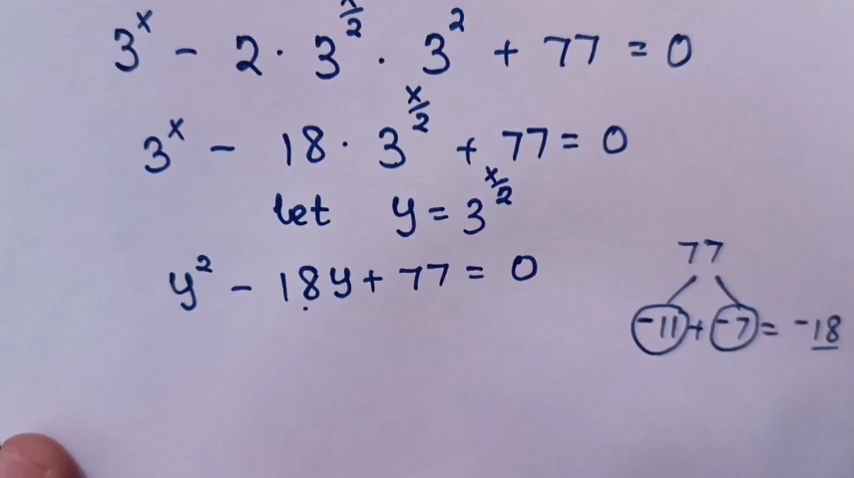 3^x - 2 · 3^{x/2} · 3^2 + 77 = 0
3^x - 18 · 3^{x/2} + 77 = 0
let y = 3^{x/2}
y^2 - 18y + 77 = 0
77
-11 + -7 = -18